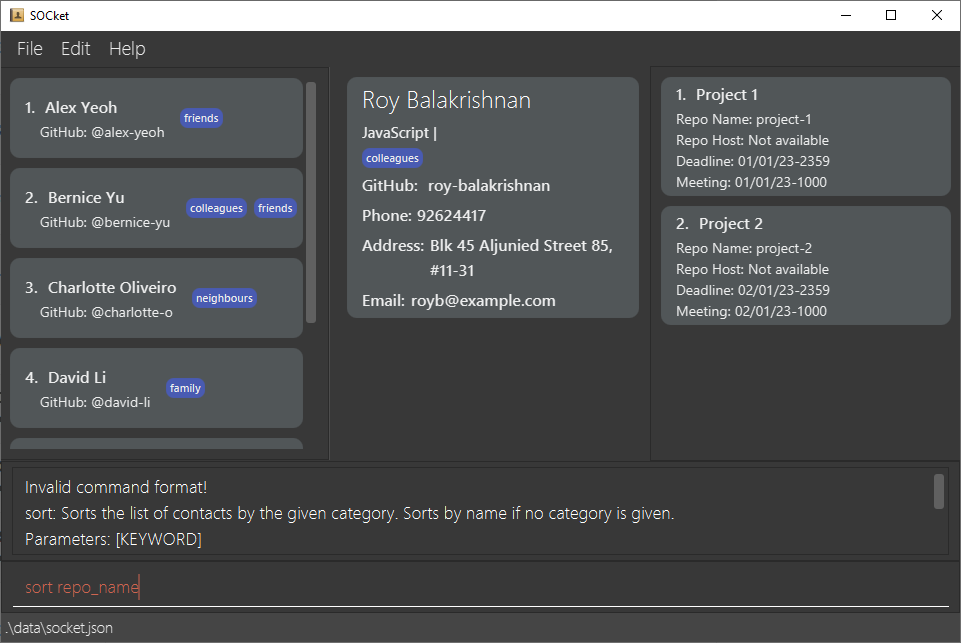 SOCket
File Edit Help
1. Alex Yeoh
GitHub: @alex-yeoh
friends
2. Bernice Yu
GitHub: @bernice-yu
colleagues friends
3. Charlotte Oliveiro
GitHub: @charlotte-o
neighbours
4. David Li
GitHub: @david-li
family
Roy Balakrishnan
JavaScript |
colleagues
GitHub: roy-balakrishnan
Phone: 92624417
Address: Blk 45 Aljunied Street 85,
#11-31
Email: royb@example.com
1. Project 1
Repo Name: project-1
Repo Host: Not available
Deadline: 01/01/23-2359
Meeting: 01/01/23-1000
2. Project 2
Repo Name: project-2
Repo Host: Not available
Deadline: 02/01/23-2359
Meeting: 02/01/23-1000
Invalid command format!
sort: Sorts the list of contacts by the given category. Sorts by name if no category is given.
Parameters: [KEYWORD]
sort repo_name
.\data\socket.json